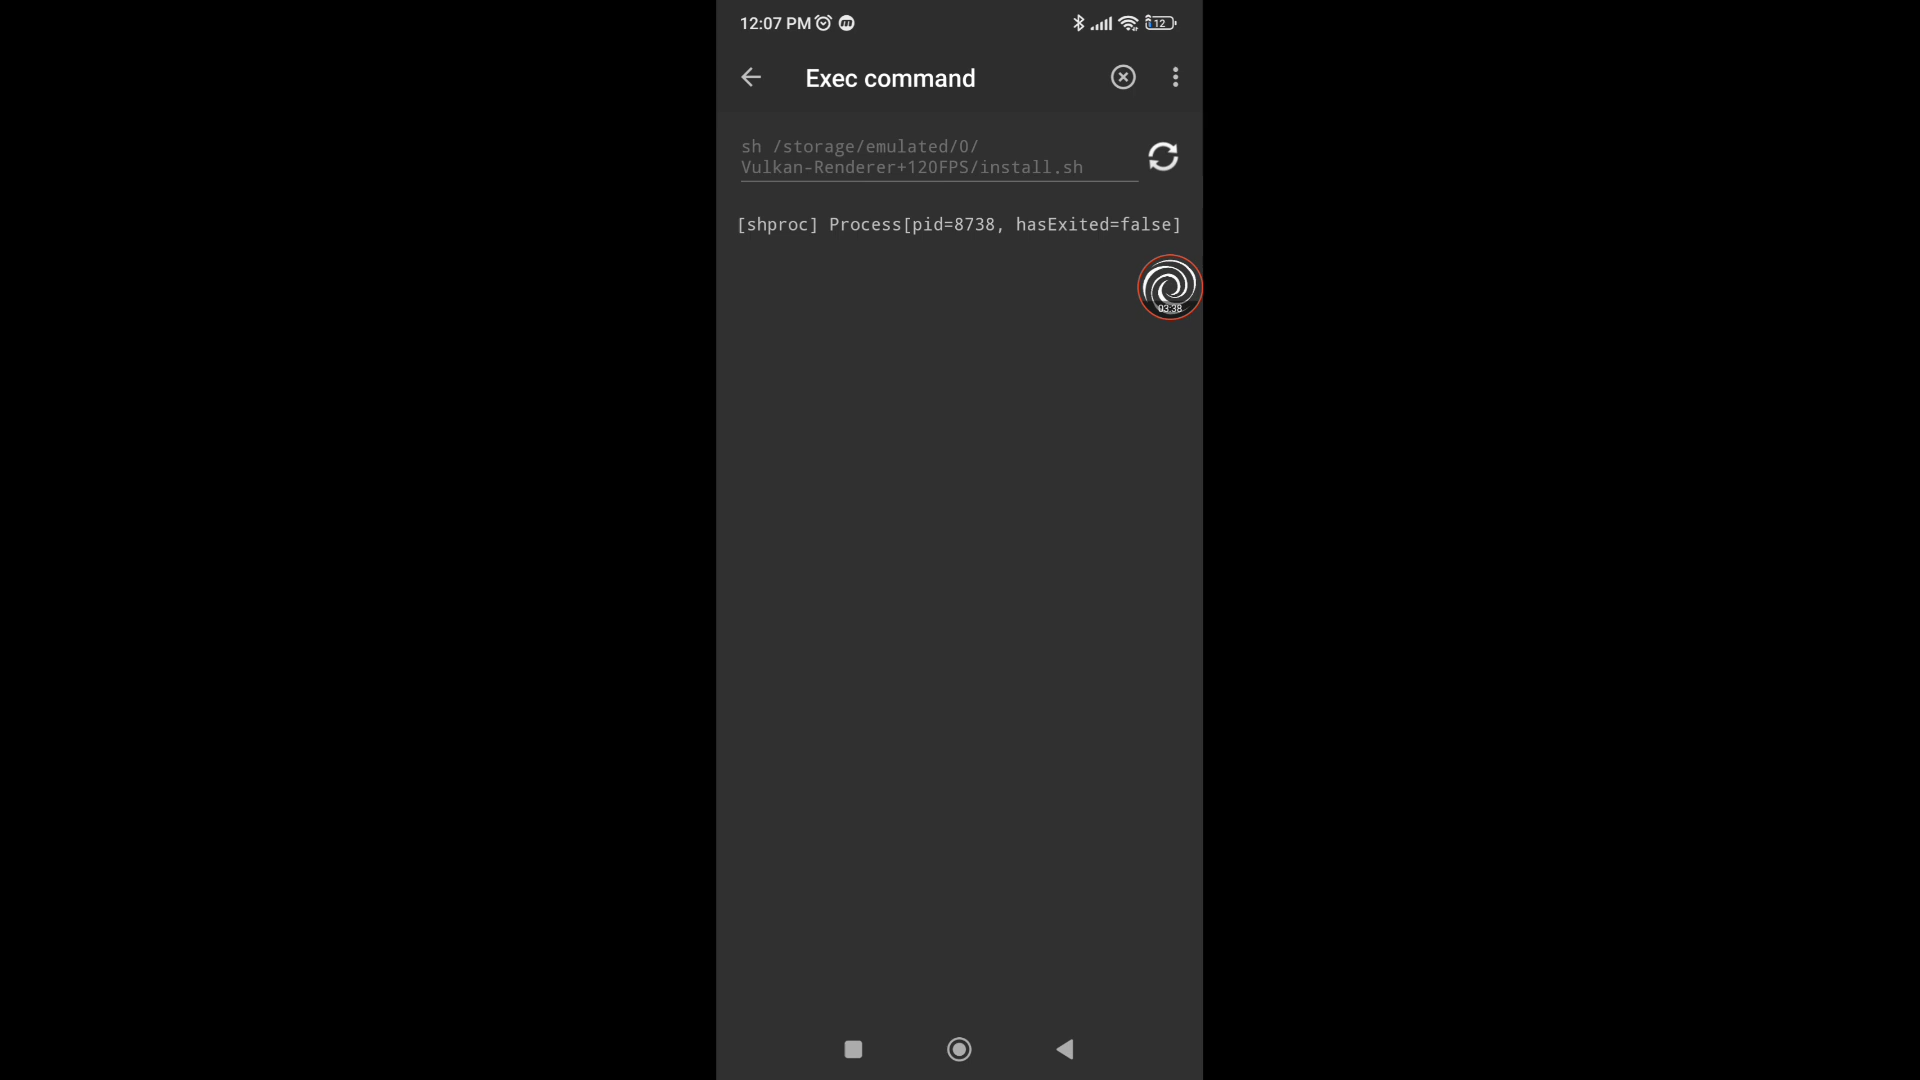 12:07 PM
12
Exec command
sh /storage/emulated/0/
Vulkan-Renderer+120FPS/install.sh
[shproc] Process[pid=8738, hasExited=false]
03:38